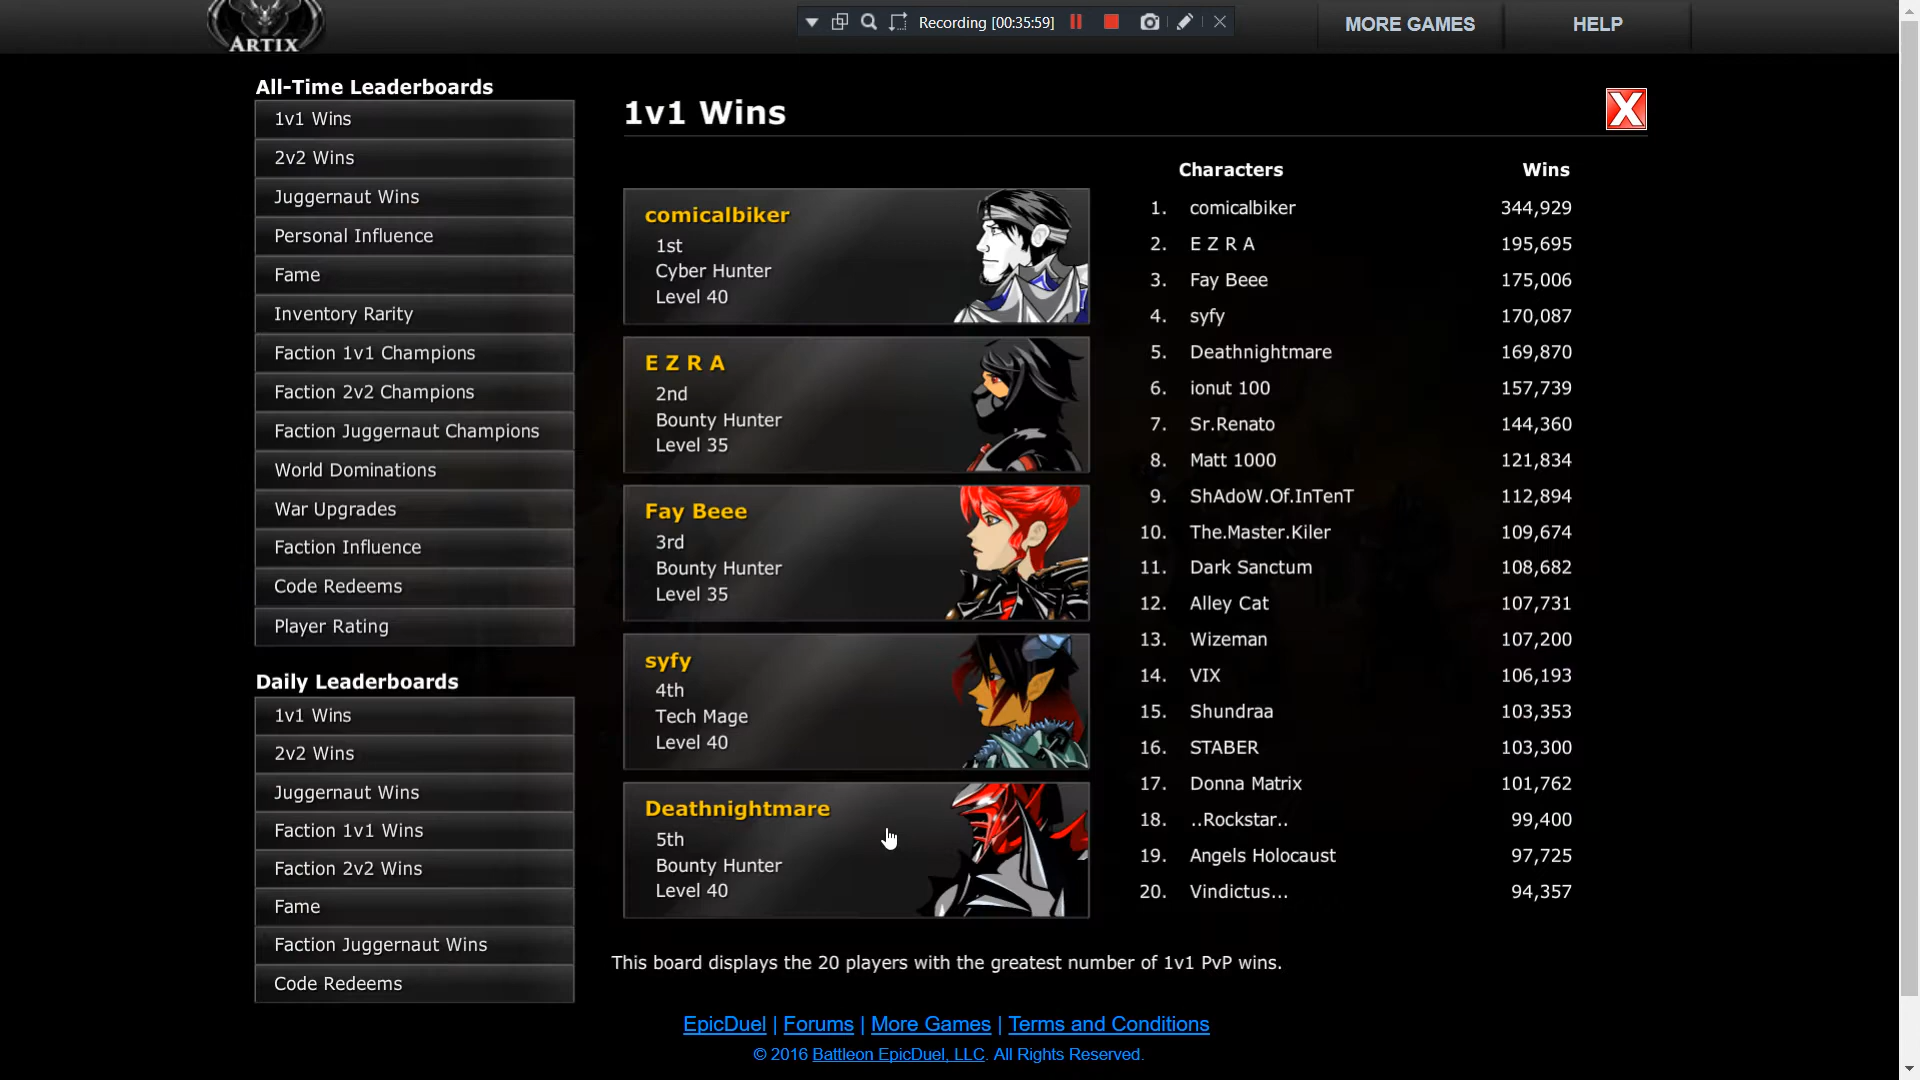 ARTIX
Recording [00:35:59]
MORE GAMES
HELP
All-Time Leaderboards
1v1 Wins
2v2 Wins
Juggernaut Wins
Personal Influence
Fame
Inventory Rarity
Faction 1v1 Champions
Faction 2v2 Champions
Faction Juggernaut Champions
World Dominations
War Upgrades
Faction Influence
Code Redeems
Player Rating
Daily Leaderboards
1v1 Wins
2v2 Wins
Juggernaut Wins
Faction 1v1 Wins
Faction 2v2 Wins
Fame
Faction Juggernaut Wins
Code Redeems
1v1 Wins
X
comicalbiker
1st
Cyber Hunter
Level 40
E Z R A
2nd
Bounty Hunter
Level 35
Fay Beee
3rd
Bounty Hunter
Level 35
syfy
4th
Tech Mage
Level 40
Deathnightmare
5th
Bounty Hunter
Level 40
Characters Wins
1. comicalbiker 344,929
2. E Z R A 195,695
3. Fay Beee 175,006
4. syfy 170,087
5. Deathnightmare 169,870
6. ionut 100 157,739
7. Sr.Renato 144,360
8. Matt 1000 121,834
9. ShAdoW.Of.InTenT 112,894
10. The.Master.Kiler 109,674
11. Dark Sanctum 108,682
12. Alley Cat 107,731
13. Wizeman 107,200
14. VIX 106,193
15. Shundraa 103,353
16. STABER 103,300
17. Donna Matrix 101,762
18. ..Rockstar.. 99,400
19. Angels Holocaust 97,725
20. Vindictus... 94,357
This board displays the 20 players with the greatest number of 1v1 PvP wins.
EpicDuel | Forums | More Games | Terms and Conditions
© 2016 Battleon EpicDuel, LLC. All Rights Reserved.